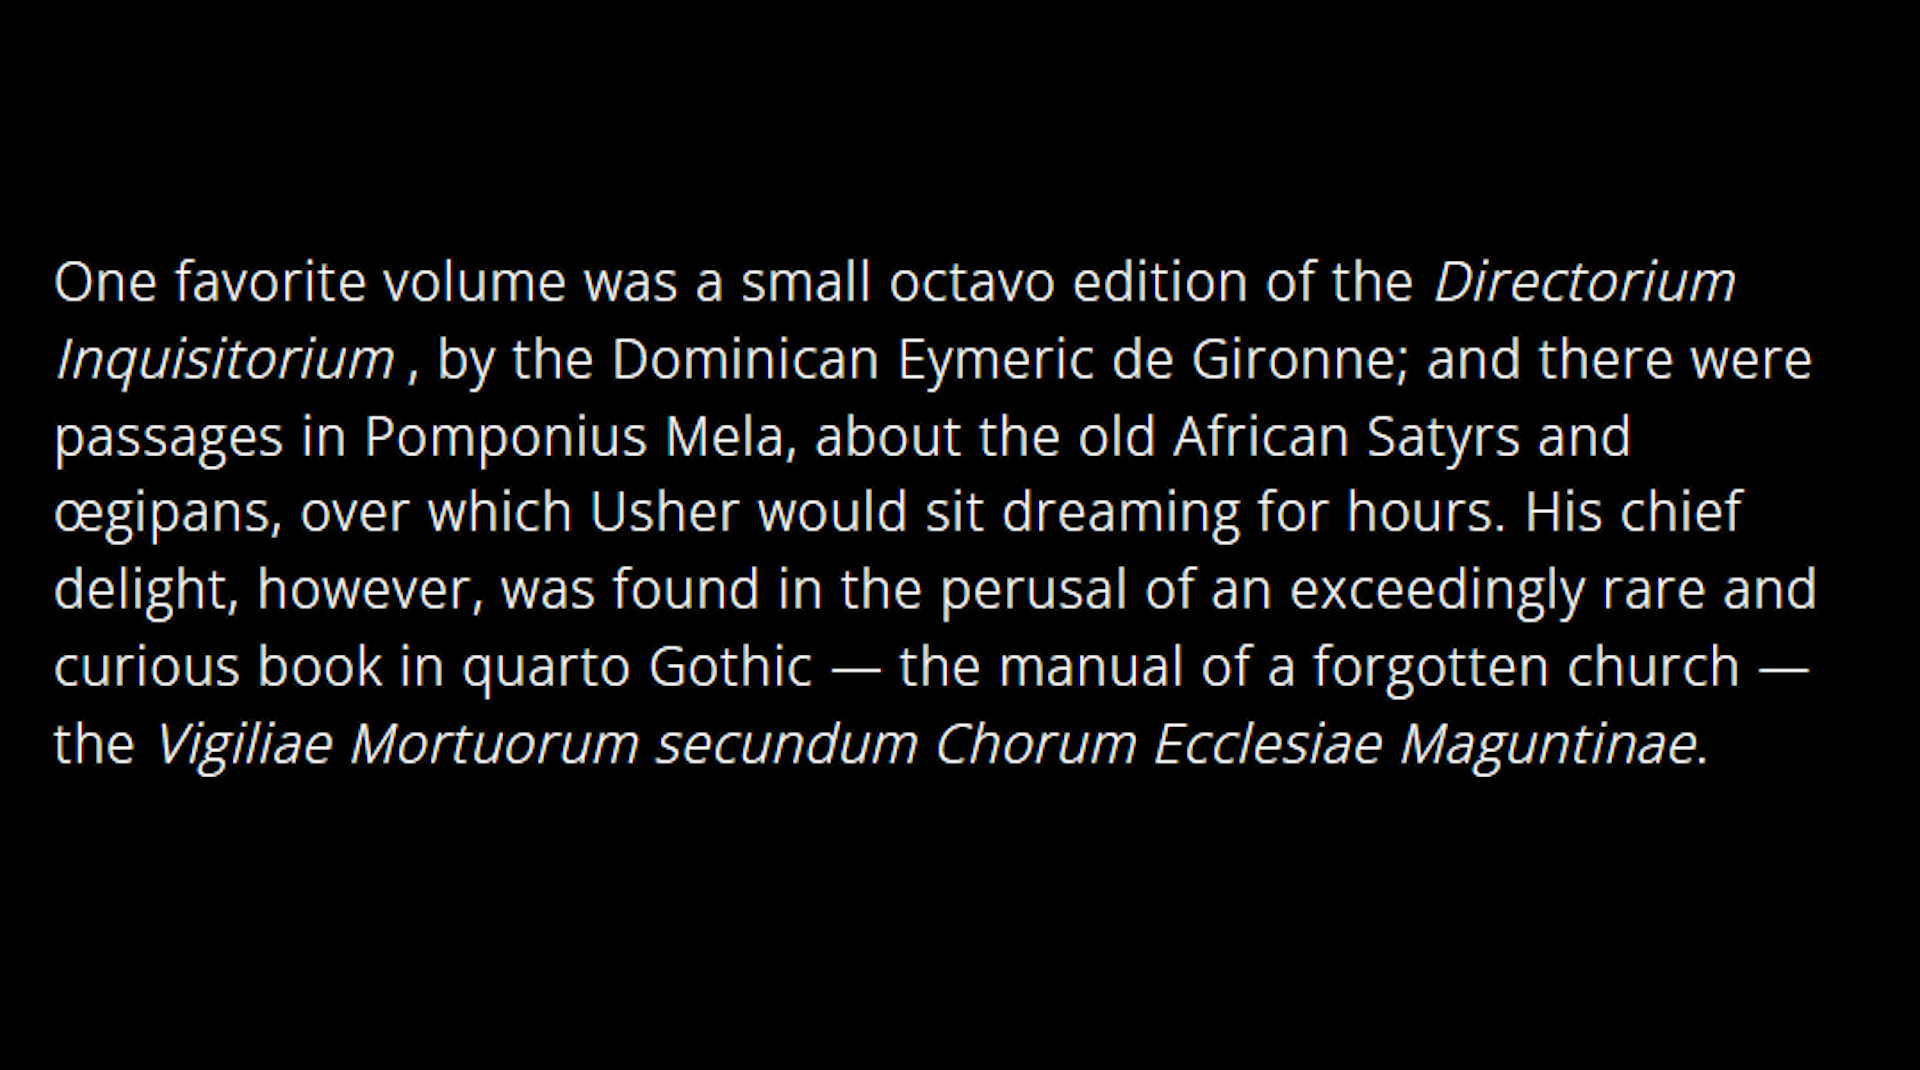 One favorite volume was a small octavo edition of the Directorium
Inquisitorium , by the Dominican Eymeric de Gironne; and there were
passages in Pomponius Mela, about the old African Satyrs and
œgipans, over which Usher would sit dreaming for hours. His chief
delight, however, was found in the perusal of an exceedingly rare and
curious book in quarto Gothic — the manual of a forgotten church —
the Vigiliae Mortuorum secundum Chorum Ecclesiae Maguntinae.